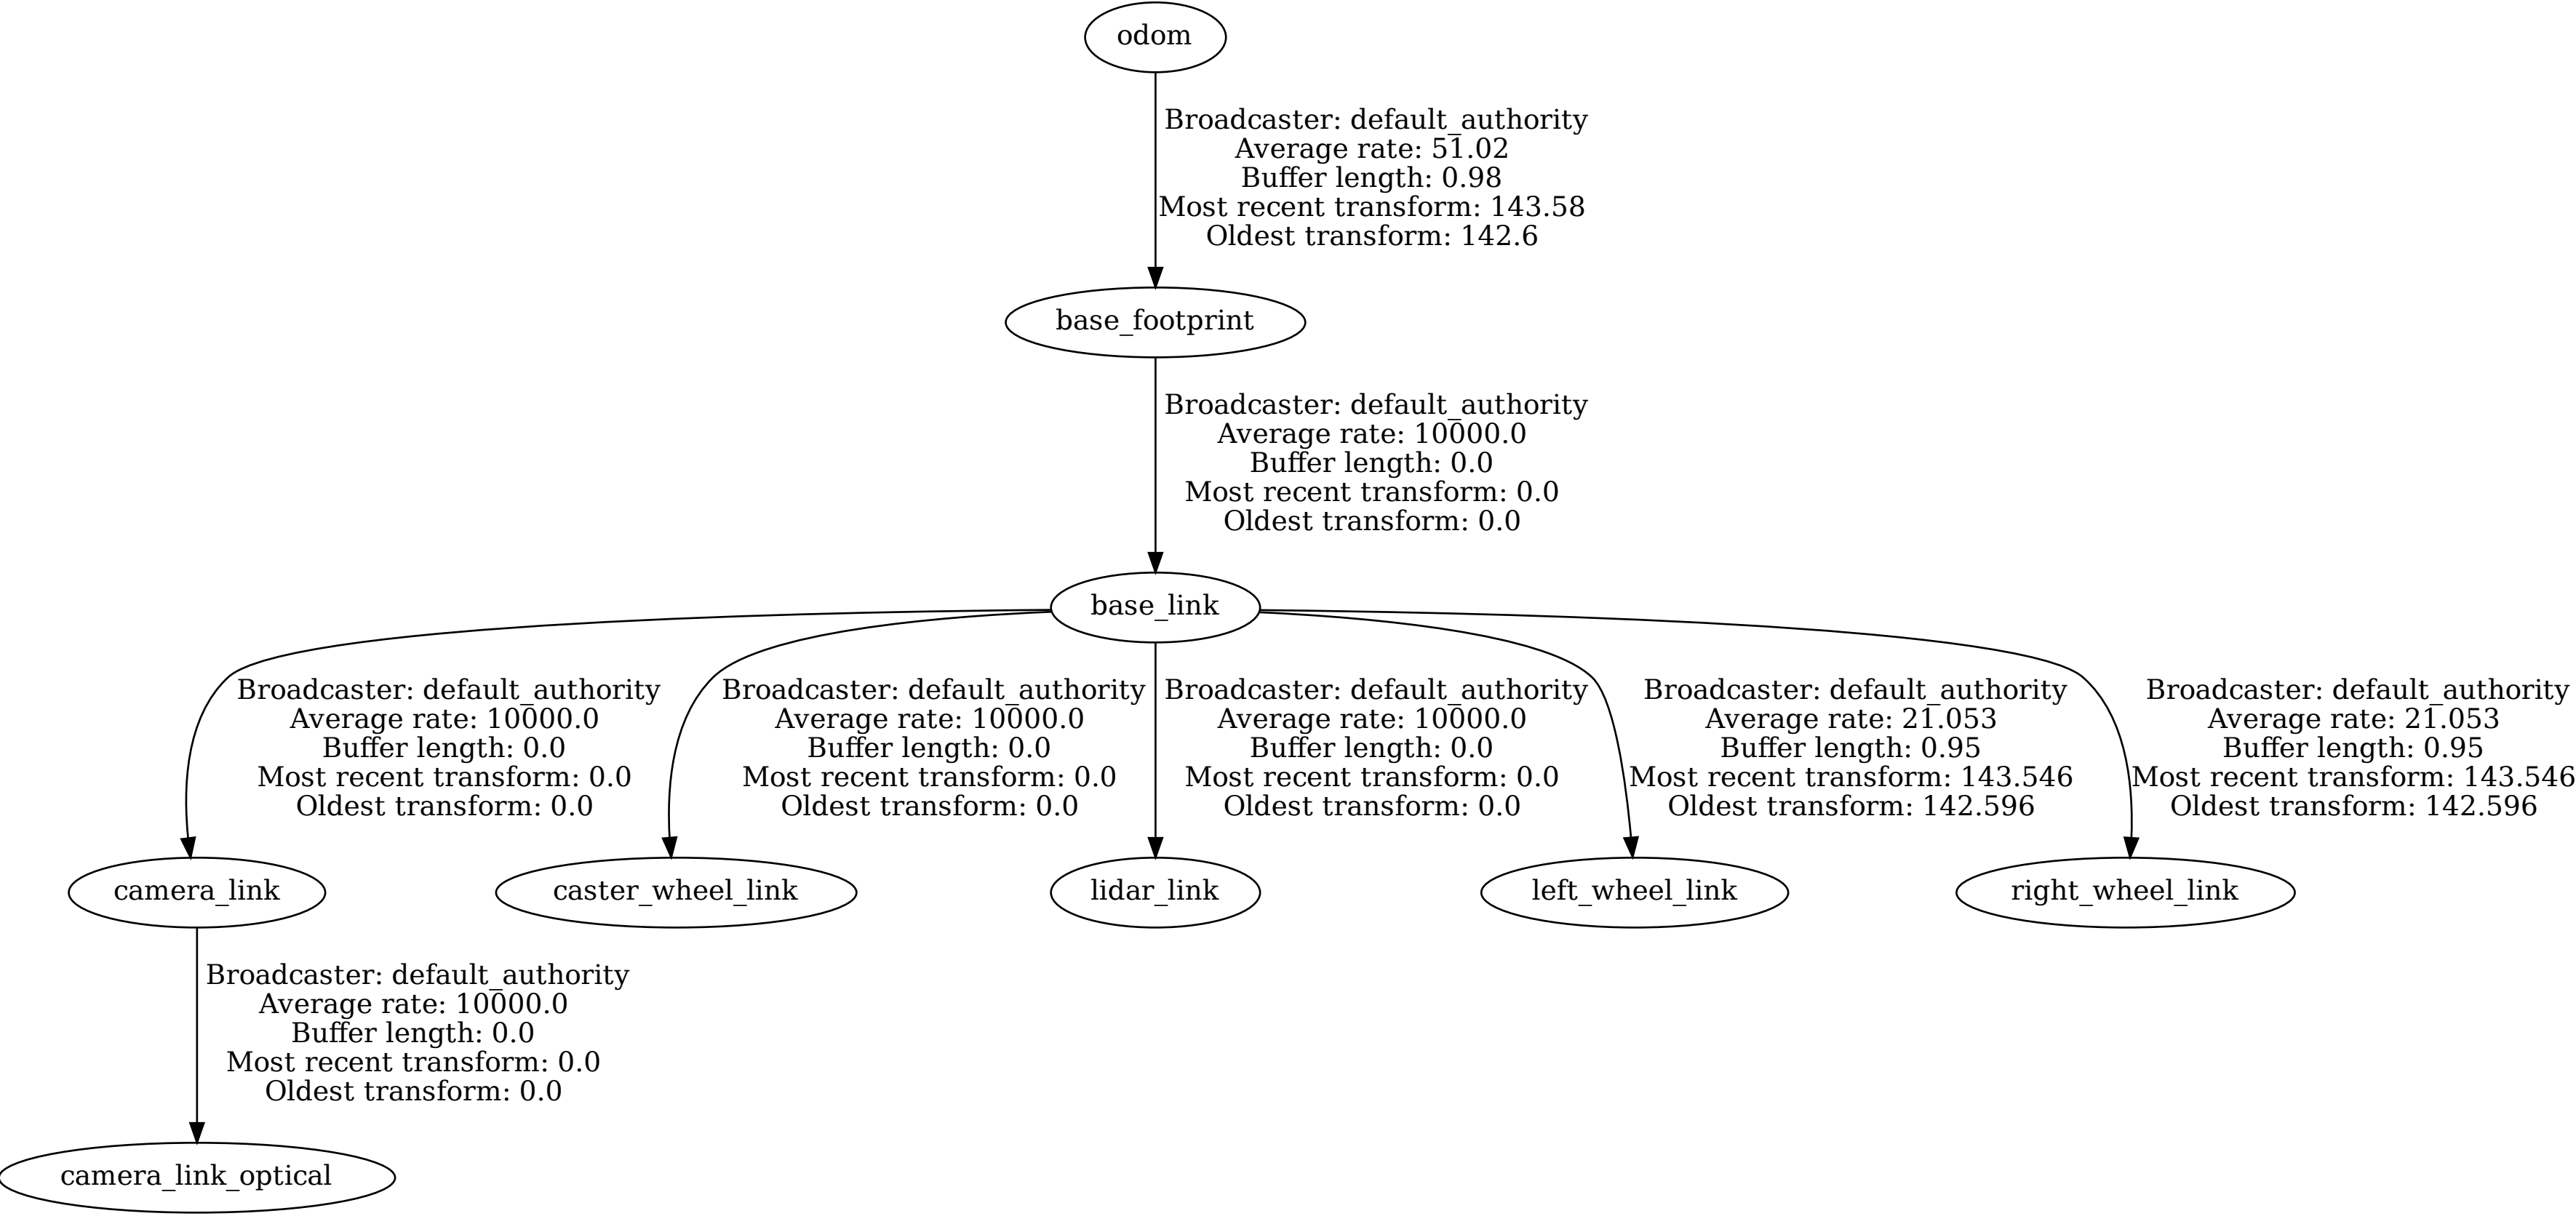 odom
Broadcaster: default_authority
Average rate: 51.02
Buffer length: 0.98
Most recent transform: 143.58
Oldest transform: 142.6
base_footprint
Broadcaster: default_authority
Average rate: 10000.0
Buffer length: 0.0
Most recent transform: 0.0
Oldest transform: 0.0
base_link
Broadcaster: default_authority
Average rate: 10000.0
Buffer length: 0.0
Most recent transform: 0.0
Oldest transform: 0.0
Broadcaster: default_authority
Average rate: 10000.0
Buffer length: 0.0
Most recent transform: 0.0
Oldest transform: 0.0
Broadcaster: default_authority
Average rate: 10000.0
Buffer length: 0.0
Most recent transform: 0.0
Oldest transform: 0.0
Broadcaster: default_authority
Average rate: 21.053
Buffer length: 0.95
Most recent transform: 143.546
Oldest transform: 142.596
Broadcaster: default_authority
Average rate: 21.053
Buffer length: 0.95
Most recent transform: 143.546
Oldest transform: 142.596
camera_link
caster_wheel_link
lidar_link
left_wheel_link
right_wheel_link
Broadcaster: default_authority
Average rate: 10000.0
Buffer length: 0.0
Most recent transform: 0.0
Oldest transform: 0.0
camera_link_optical